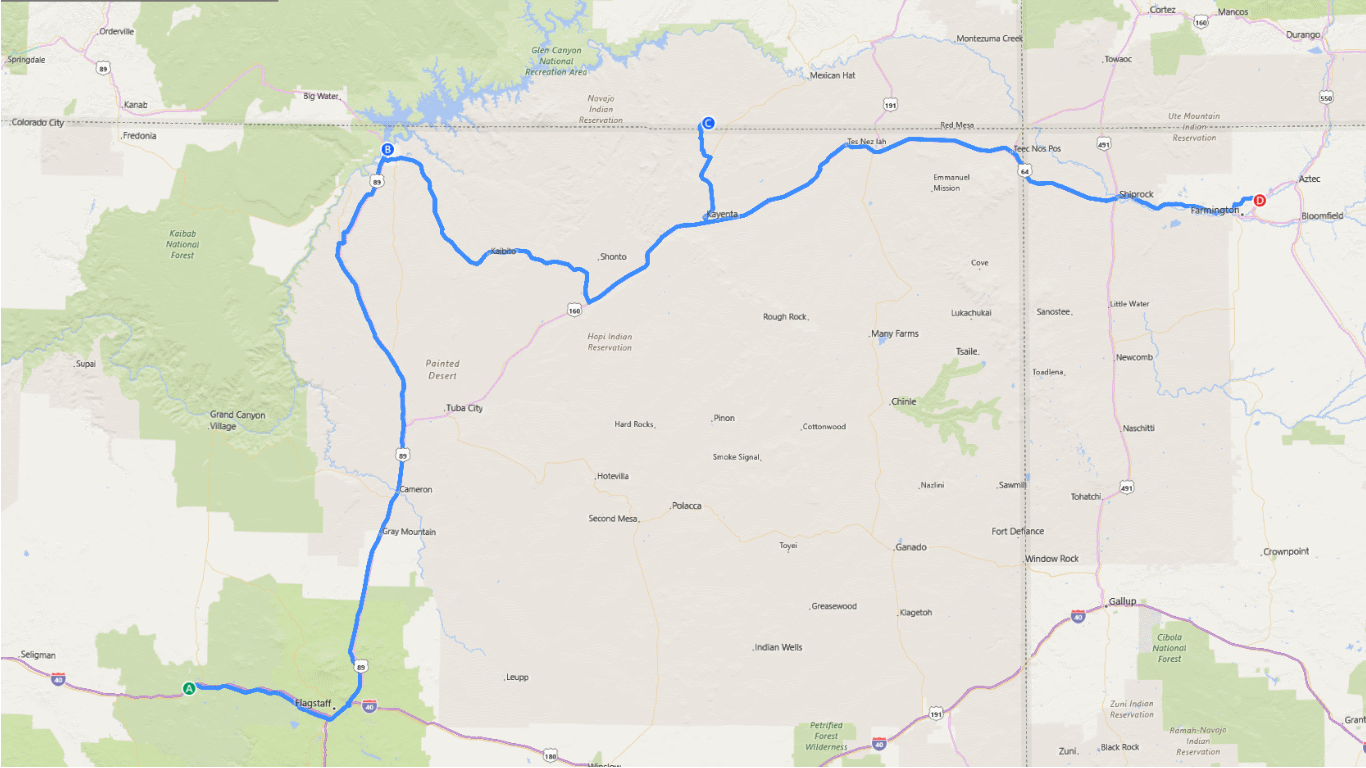 Orderville
Springdale
89
Kanab
Colorado City
Fredonia
Big Water
Glen Canyon
National
Recreation Area
Navajo
Indian
Reservation
Mexican Hat
Montezuma Creek
191
Cortez
Mancos
160
Durango
Towaoc
550
Ute Mountain
Indian
Reservation
491
C
Red Mesa
Tes Nez Iah
Teec Nos Pos
64
Emmanuel
Mission
Aztec
Shiprock
D
Farmington
Bloomfield
B
89
Kaibab
National
Forest
Kaibito
Shonto
Kayenta
160
Cove
Hopi Indian
Reservation
Rough Rock
Lukachukai
Sanostee
Little Water
Many Farms
Tsaile
Newcomb
Toadlena
Supai
Painted
Desert
Tuba City
Grand Canyon
Village
Chinle
Hard Rocks
Pinon
Cottonwood
Naschitti
89
Smoke Signal
Hotevilla
Nazlini
Sawmill
491
Tohatchi
Cameron
Polacca
Second Mesa
Gray Mountain
Toyei
Ganado
Fort Defiance
Window Rock
Crownpoint
Greasewood
Klagetoh
Gallup
40
Indian Wells
Cibola
National
Forest
Seligman
40
A
89
Flagstaff
40
Leupp
191
Zuni Indian
Reservation
Petrified
Forest
Wilderness
40
Ramah-Navajo
Indian
Reservation
Zuni
Black Rock
180
Winslow